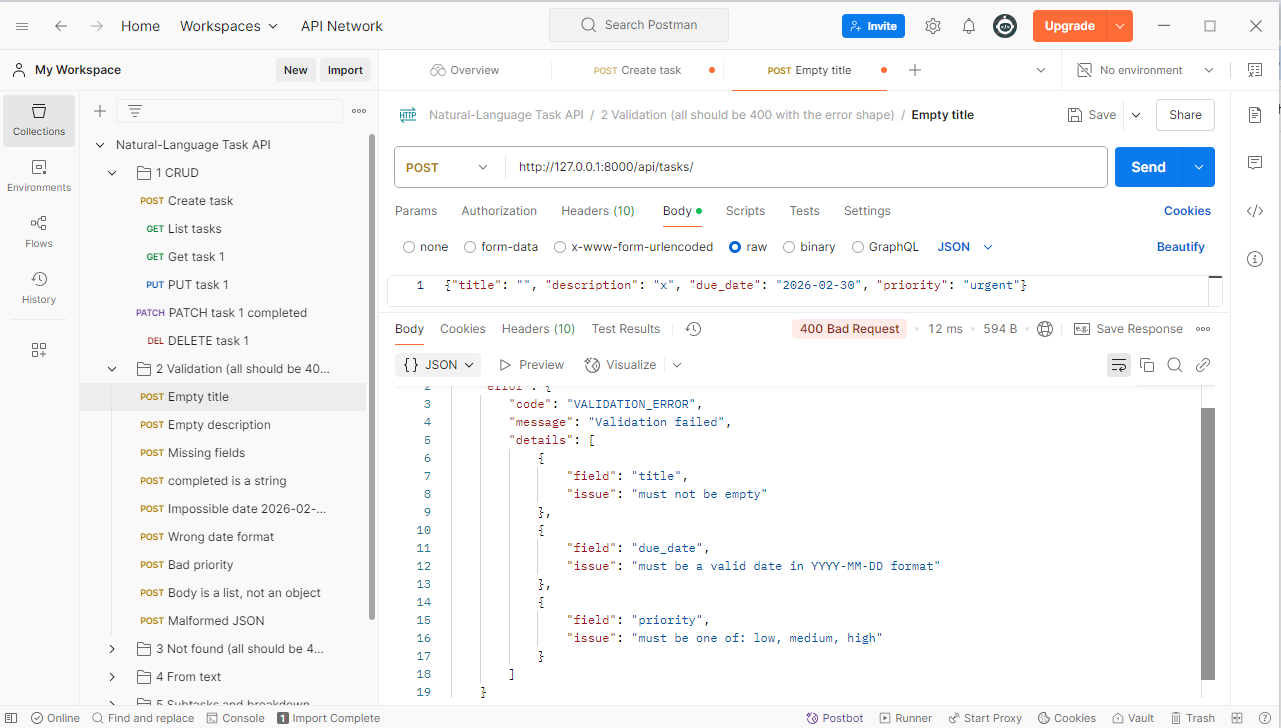 Home Workspaces API Network Search Postman Invite Upgrade
My Workspace New Import Overview POST Create task POST Empty title No environment
Collections
Environments
Flows
History
Natural-Language Task API
1 CRUD
POST Create task
GET List tasks
GET Get task 1
PUT PUT task 1
PATCH PATCH task 1 completed
DEL DELETE task 1
2 Validation (all should be 40...
POST Empty title
POST Empty description
POST Missing fields
POST completed is a string
POST Impossible date 2026-02-...
POST Wrong date format
POST Bad priority
POST Body is a list, not an object
POST Malformed JSON
3 Not found (all should be 4...
4 From text
5 Subtasks and breakdown
HTTP Natural-Language Task API / 2 Validation (all should be 400 with the error shape) / Empty title Save Share
POST http://127.0.0.1:8000/api/tasks/ Send
Params Authorization Headers (10) Body Scripts Tests Settings Cookies
none form-data x-www-form-urlencoded raw binary GraphQL JSON Beautify
1 {"title": "", "description": "x", "due_date": "2026-02-30", "priority": "urgent"}
Body Cookies Headers (10) Test Results 400 Bad Request 12 ms 594 B e.g. Save Response
{} JSON Preview Visualize
2 "error": {
3 "code": "VALIDATION_ERROR",
4 "message": "Validation failed",
5 "details": [
6 {
7 "field": "title",
8 "issue": "must not be empty"
9 },
10 {
11 "field": "due_date",
12 "issue": "must be a valid date in YYYY-MM-DD format"
13 },
14 {
15 "field": "priority",
16 "issue": "must be one of: low, medium, high"
17 }
18 ]
19 }
Online Find and replace Console 1 Import Complete Postbot Runner Start Proxy Cookies Vault Trash